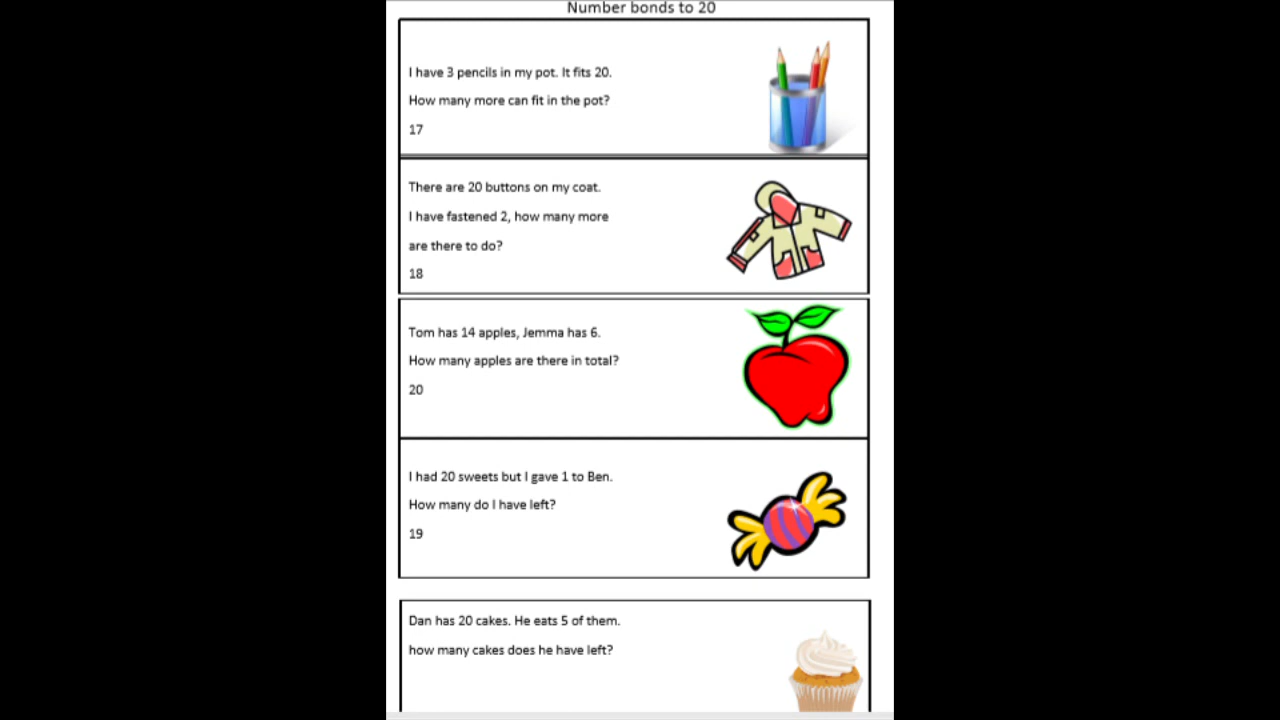 Number bonds to 20
I have 3 pencils in my pot. It fits 20.
How many more can fit in the pot?
17
There are 20 buttons on my coat.
I have fastened 2, how many more
are there to do?
18
Tom has 14 apples, Jemma has 6.
How many apples are there in total?
20
I had 20 sweets but I gave 1 to Ben.
How many do I have left?
19
Dan has 20 cakes. He eats 5 of them.
how many cakes does he have left?